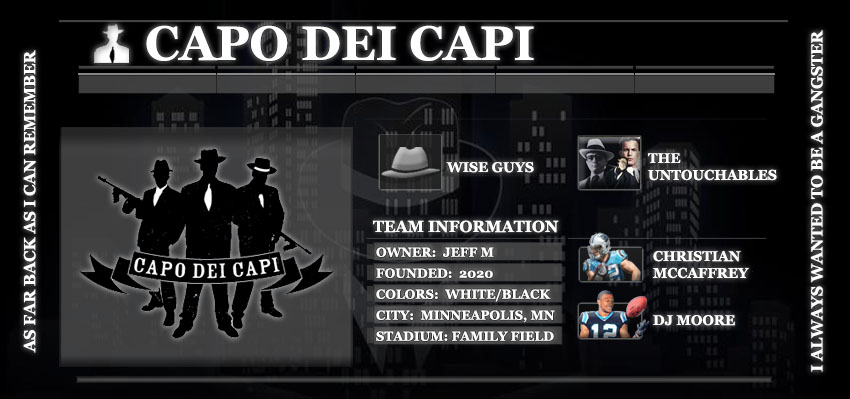 CAPO DEI CAPI
AS FAR BACK AS I CAN REMEMBER
CAPO DEI CAPI
WISE GUYS
THE
UNTOUCHABLES
TEAM INFORMATION
OWNER: JEFF M
FOUNDED: 2020
COLORS: WHITE/BLACK
CITY: MINNEAPOLIS, MN
STADIUM: FAMILY FIELD
CHRISTIAN
MCCAFFREY
12
DJ MOORE
I ALWAYS WANTED TO BE A GANGSTER